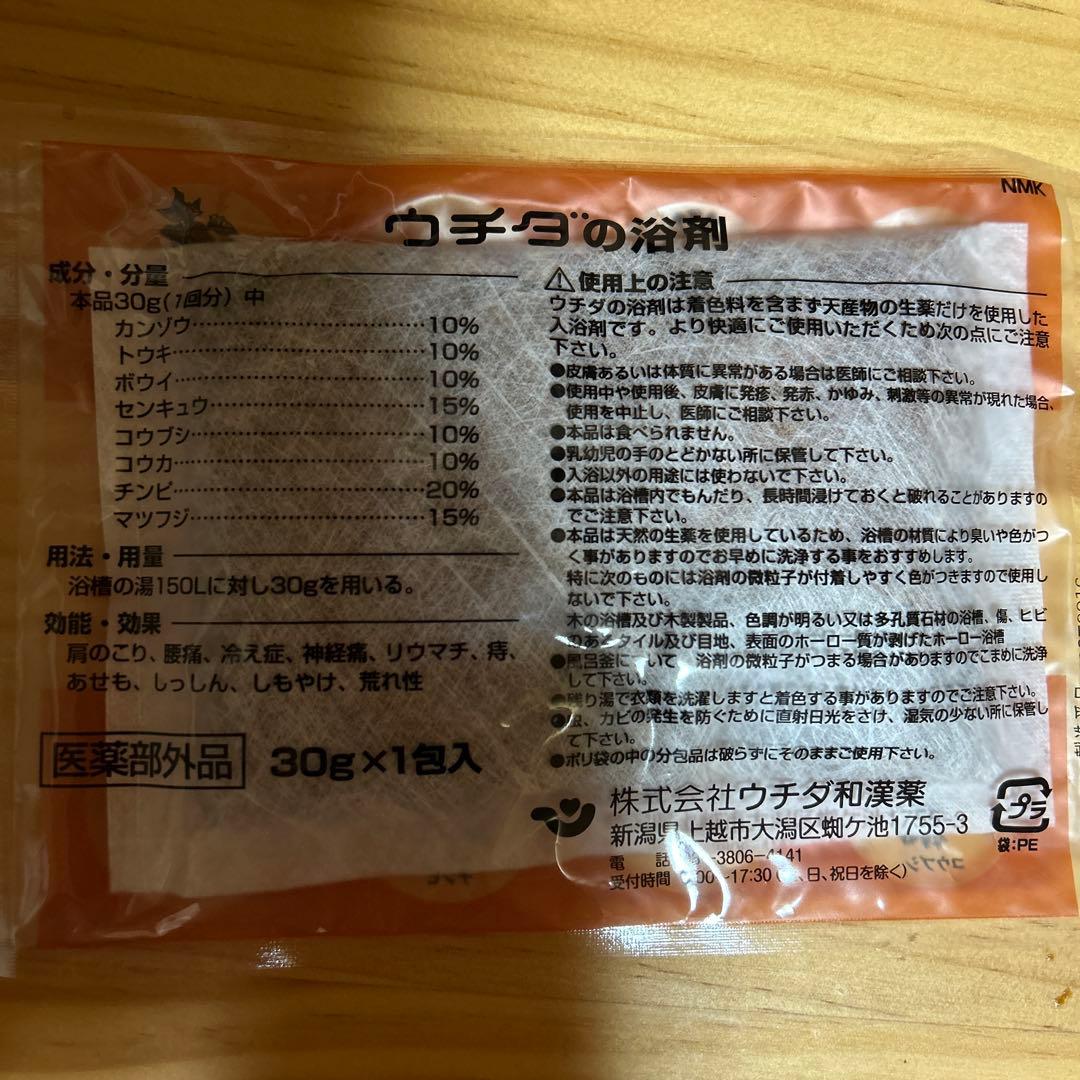 NMK
ウチダの浴剤
成分・分量
本品30g(1回分)中
カンゾウ 10%
トウキ 10%
ボウイ 10%
センキュウ 15%
コウブシ 10%
コウカ 10%
チンピ 20%
マツフジ 15%
用法・用量
浴槽の湯150Lに対し30gを用いる。
効能・効果
肩のこり、腰痛、冷え症、神経痛、リウマチ、痔、
あせも、しっしん、しもやけ、荒れ性
医薬部外品 30g×1包入
⚠使用上の注意
ウチダの浴剤は着色料を含まず天産物の生薬だけを使用した
入浴剤です。より快適にご使用いただくため次の点にご注意
下さい。
●皮膚あるいは体質に異常がある場合は医師にご相談下さい。
●使用中や使用後、皮膚に発疹、発赤、かゆみ、刺激等の異常が現れた場合、
使用を中止し、医師にご相談下さい。
●本品は食べられません。
●乳幼児の手のとどかない所に保管して下さい。
●入浴以外の用途には使わないで下さい。
●本品は浴槽内でもんだり、長時間浸けておくと破れることがありますの
でご注意下さい。
●本品は天然の生薬を使用しているため、浴槽の材質により臭いや色がつ
く事がありますのでお早めに洗浄する事をおすすめします。
特に次のものには浴剤の微粒子が付着しやすく色がつきますので使用し
ないで下さい。
木の浴槽及び木製製品、色調が明るい又は多孔質石材の浴槽、傷、ヒビ
のあるタイル及び目地、表面のホーロー質が剥げたホーロー浴槽
●風呂釜について、浴剤の微粒子がつまる場合がありますのでこまめに洗浄
して下さい。
●残り湯で衣類を洗濯しますと着色する事がありますのでご注意下さい。
●虫、カビの発生を防ぐために直射日光をさけ、湿気の少ない所に保管し
て下さい。
●ポリ袋の中の分包品は破らずにそのままご使用下さい。
株式会社ウチダ和漢薬
新潟県上越市大潟区蜘ケ池1755-3
電話 -3806-4141
受付時間 :00-17:30(、日、祝日を除く)
プラ
袋:PE
コウブシ